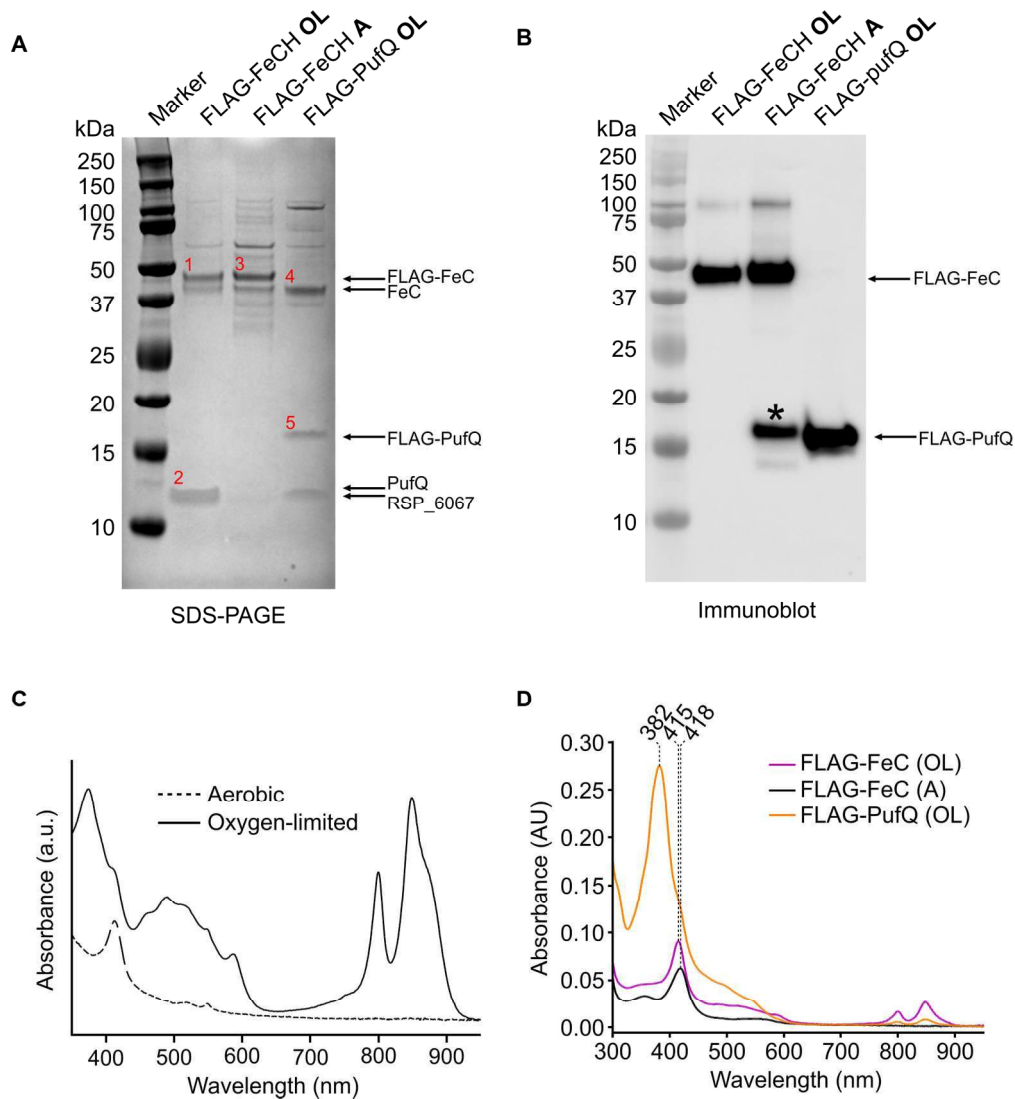 A
Marker
FLAG-FeCH OL
FLAG-FeCH A
FLAG-PufQ OL
kDa
250
150
100
75
50
37
25
20
15
10
1
3
4
5
2
FLAG-FeC
FeC
FLAG-PufQ
PufQ
RSP_6067
SDS-PAGE
B
Marker
FLAG-FeCH OL
FLAG-FeCH A
FLAG-pufQ OL
kDa
250
150
100
75
50
37
25
20
15
10
*
FLAG-FeC
FLAG-PufQ
Immunoblot
C
Absorbance (a.u.)
Aerobic
Oxygen-limited
400 500 600 700 800 900
Wavelength (nm)
D
382
415
418
Absorbance (AU)
0.30
0.25
0.20
0.15
0.10
0.05
0.00
FLAG-FeC (OL)
FLAG-FeC (A)
FLAG-PufQ (OL)
300 400 500 600 700 800 900
Wavelength (nm)